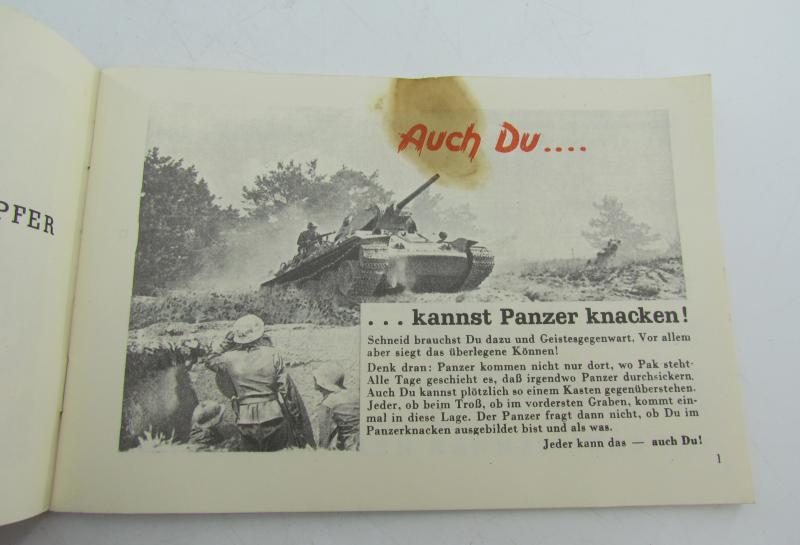 PFER
Auch Du....
... kannst Panzer knacken!
Schneid brauchst Du dazu und Geistesgegenwart, Vor allem
aber siegt das überlegene Können!
Denk dran: Panzer kommen nicht nur dort, wo Pak steht-
Alle Tage geschieht es, daß irgendwo Panzer durchsickern.
Auch Du kannst plötzlich so einem Kasten gegenüberstehen.
Jeder, ob beim Troß, ob im vordersten Graben, kommt ein-
mal in diese Lage. Der Panzer fragt dann nicht, ob Du im
Panzerknacken ausgebildet bist und als was.
Jeder kann das — auch Du!
1